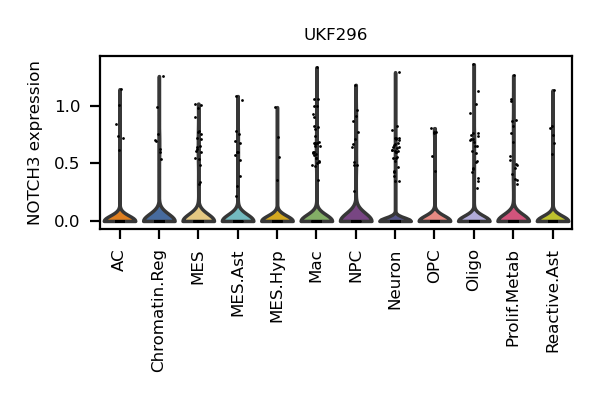 UKF296
NOTCH3 expression
1.0
0.5
0.0
AC
Chromatin.Reg
MES
MES.Ast
MES.Hyp
Mac
NPC
Neuron
OPC
Oligo
Prolif.Metab
Reactive.Ast